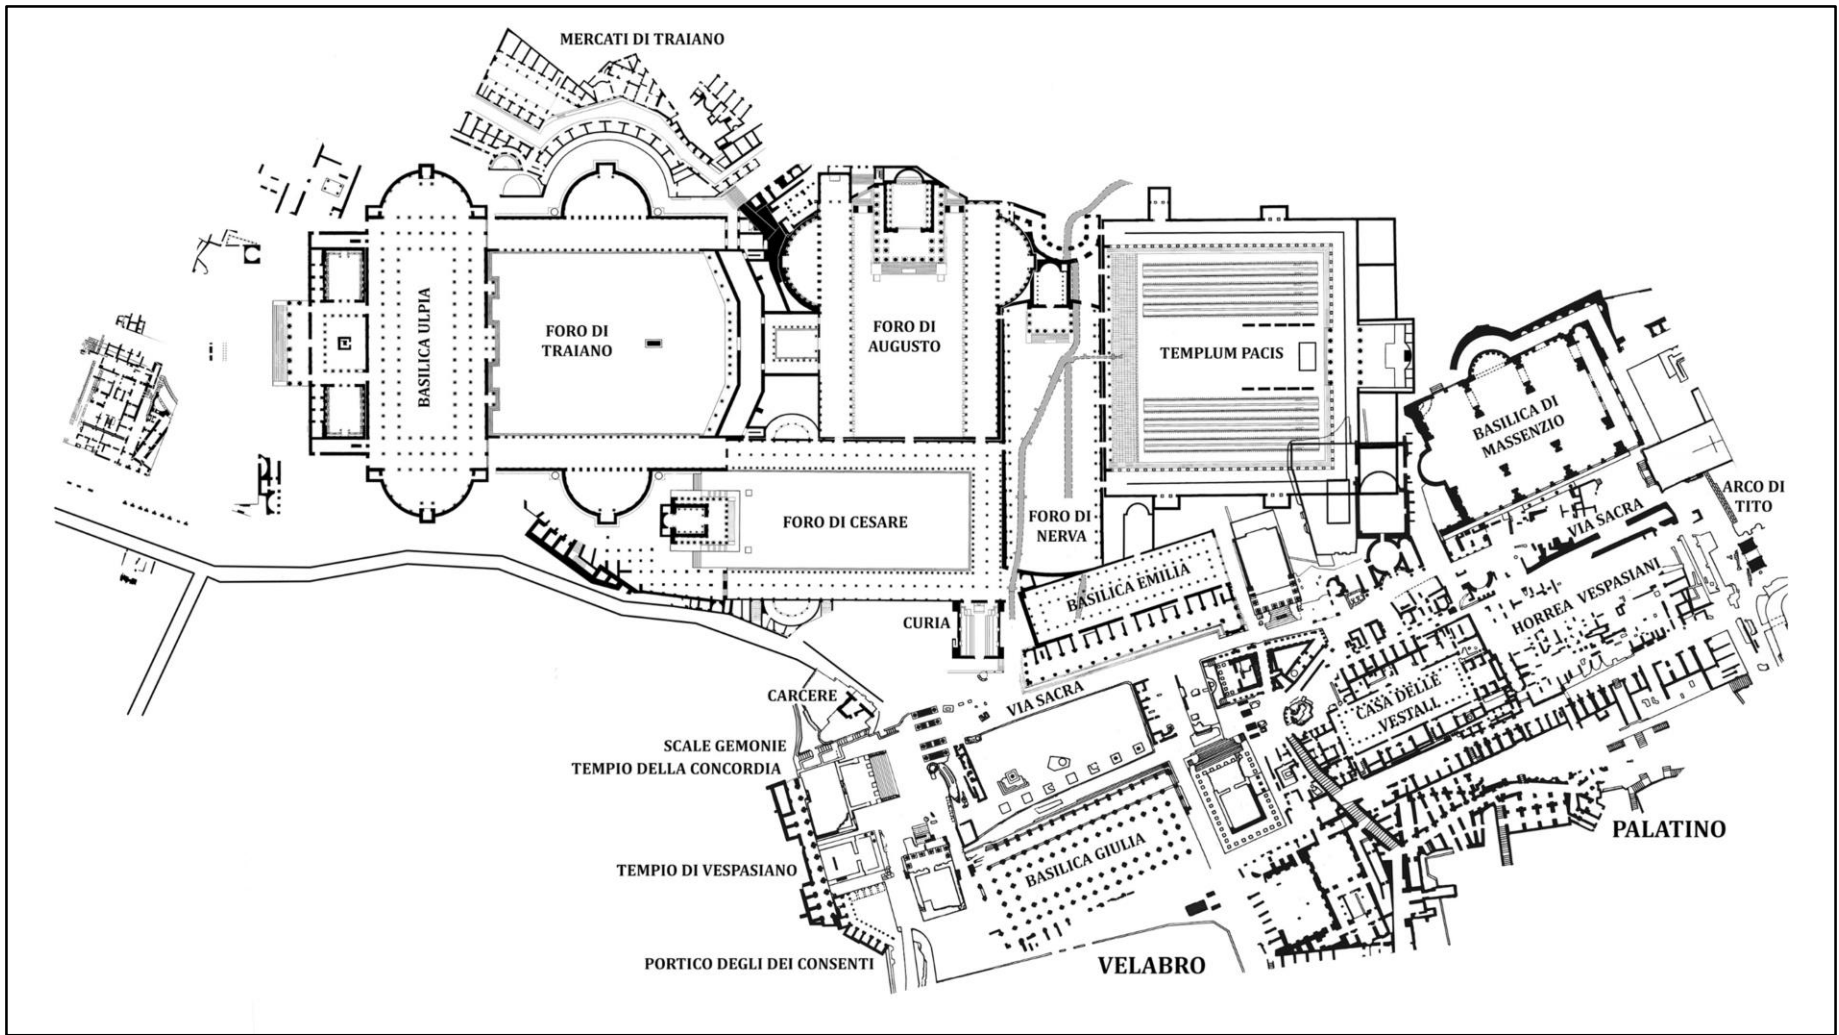 MERCATI DI TRAIANO
BASILICA ULPIA
FORO DI
TRAIANO
FORO DI
AUGUSTO
TEMPLUM PACIS
BASILICA DI
MASSENZIO
ARCO DI
TITO
VIA SACRA
FORO DI CESARE
FORO DI
NERVA
BASILICA EMILIA
HORREA VESPASIANI
CURIA
CARCERE
VIA SACRA
CASA DELLE
VESTALI
SCALE GEMONIE
TEMPIO DELLA CONCORDIA
PALATINO
TEMPIO DI VESPASIANO
BASILICA GIULIA
PORTICO DEGLI DEI CONSENTI
VELABRO